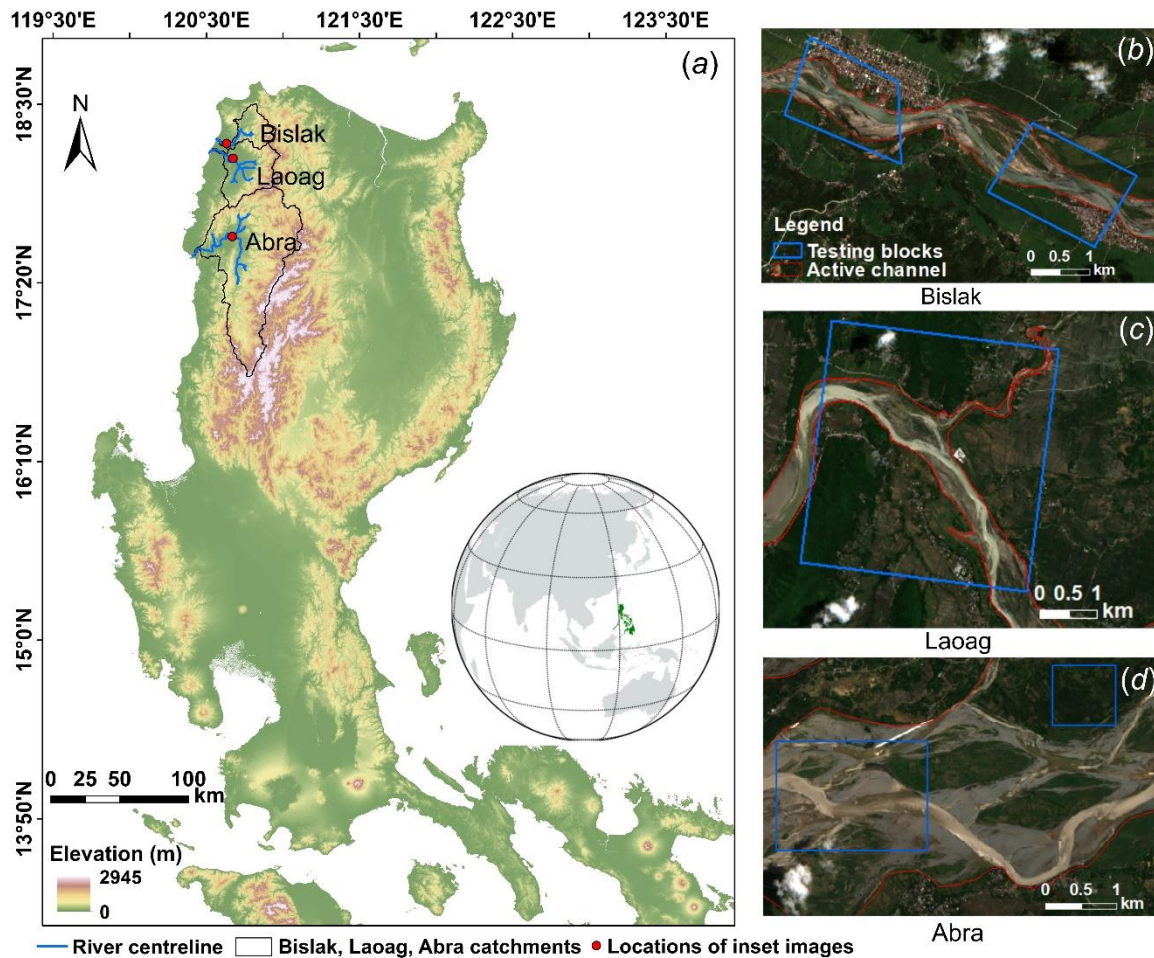 119°30'E 120°30'E 121°30'E 122°30'E 123°30'E
(a)
N
18°30'N
17°20'N
16°10'N
15°0'N
13°50'N
Bislak
Laoag
Abra
0 25 50 100
km
Elevation (m)
2945
0
(b)
Legend
Testing blocks
Active channel
0 0.5 1
km
Bislak
(c)
0 0.5 1
km
Laoag
(d)
0 0.5 1
km
Abra
River centreline Bislak, Laoag, Abra catchments Locations of inset images